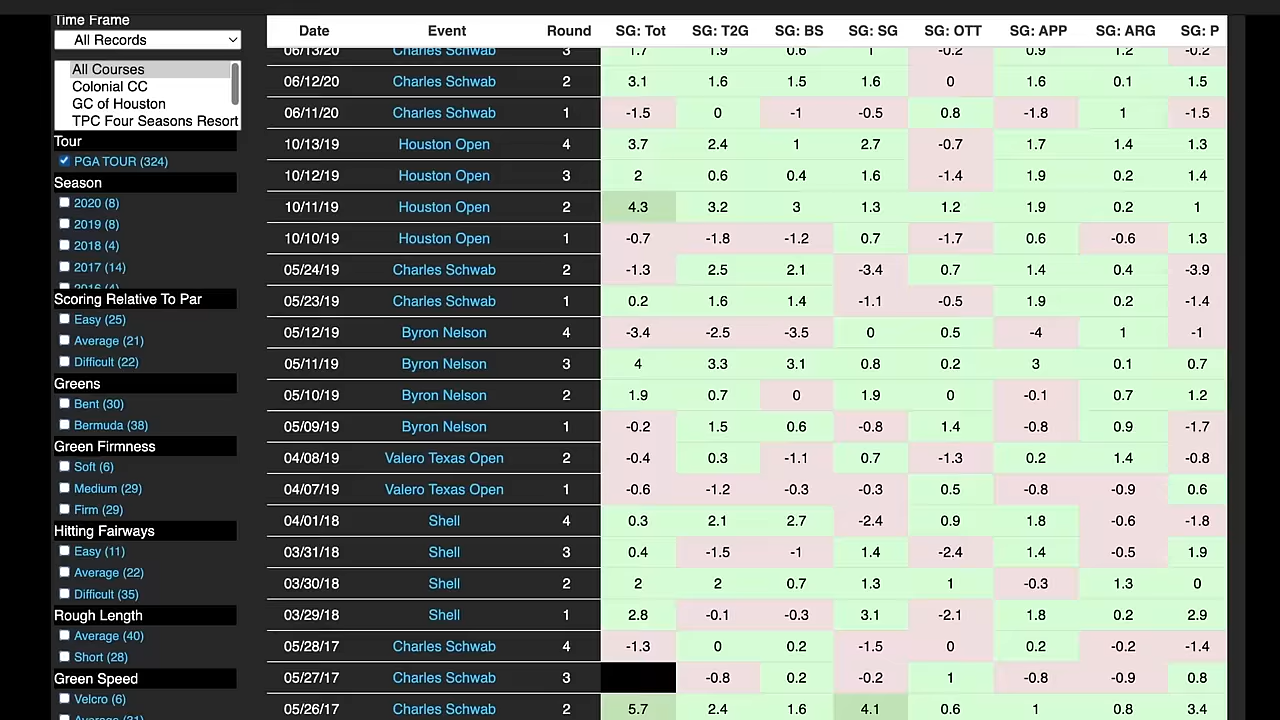 Time Frame
All Records
All Courses
Colonial CC
GC of Houston
TPC Four Seasons Resort
Tour
PGA TOUR (324)
Season
2020 (8)
2019 (8)
2018 (4)
2017 (14)
2016 (4)
Scoring Relative To Par
Easy (25)
Average (21)
Difficult (22)
Greens
Bent (30)
Bermuda (38)
Green Firmness
Soft (6)
Medium (29)
Firm (29)
Hitting Fairways
Easy (11)
Average (22)
Difficult (35)
Rough Length
Average (40)
Short (28)
Green Speed
Velcro (6)
Average (31)
Date Event Round SG: Tot SG: T2G SG: BS SG: SG SG: OTT SG: APP SG: ARG SG: P
06/13/20 Charles Schwab 3 1.7 1.9 0.6 1 -0.2 0.9 1.2 -0.2
06/12/20 Charles Schwab 2 3.1 1.6 1.5 1.6 0 1.6 0.1 1.5
06/11/20 Charles Schwab 1 -1.5 0 -1 -0.5 0.8 -1.8 1 -1.5
10/13/19 Houston Open 4 3.7 2.4 1 2.7 -0.7 1.7 1.4 1.3
10/12/19 Houston Open 3 2 0.6 0.4 1.6 -1.4 1.9 0.2 1.4
10/11/19 Houston Open 2 4.3 3.2 3 1.3 1.2 1.9 0.2 1
10/10/19 Houston Open 1 -0.7 -1.8 -1.2 0.7 -1.7 0.6 -0.6 1.3
05/24/19 Charles Schwab 2 -1.3 2.5 2.1 -3.4 0.7 1.4 0.4 -3.9
05/23/19 Charles Schwab 1 0.2 1.6 1.4 -1.1 -0.5 1.9 0.2 -1.4
05/12/19 Byron Nelson 4 -3.4 -2.5 -3.5 0 0.5 -4 1 -1
05/11/19 Byron Nelson 3 4 3.3 3.1 0.8 0.2 3 0.1 0.7
05/10/19 Byron Nelson 2 1.9 0.7 0 1.9 0 -0.1 0.7 1.2
05/09/19 Byron Nelson 1 -0.2 1.5 0.6 -0.8 1.4 -0.8 0.9 -1.7
04/08/19 Valero Texas Open 2 -0.4 0.3 -1.1 0.7 -1.3 0.2 1.4 -0.8
04/07/19 Valero Texas Open 1 -0.6 -1.2 -0.3 -0.3 0.5 -0.8 -0.9 0.6
04/01/18 Shell 4 0.3 2.1 2.7 -2.4 0.9 1.8 -0.6 -1.8
03/31/18 Shell 3 0.4 -1.5 -1 1.4 -2.4 1.4 -0.5 1.9
03/30/18 Shell 2 2 2 0.7 1.3 1 -0.3 1.3 0
03/29/18 Shell 1 2.8 -0.1 -0.3 3.1 -2.1 1.8 0.2 2.9
05/28/17 Charles Schwab 4 -1.3 0 0.2 -1.5 0 0.2 -0.2 -1.4
05/27/17 Charles Schwab 3 -0.8 0.2 -0.2 1 -0.8 -0.9 0.8
05/26/17 Charles Schwab 2 5.7 2.4 1.6 4.1 0.6 1 0.8 3.4